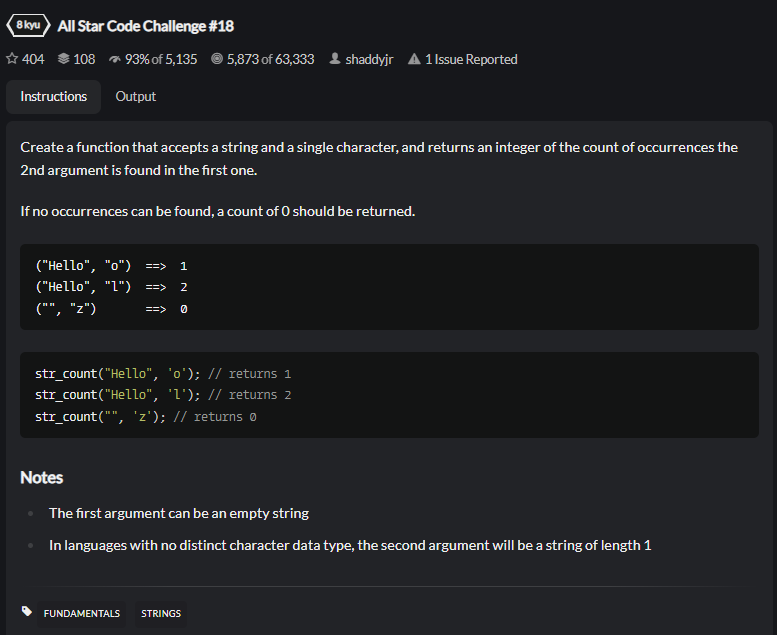 8 kyu All Star Code Challenge #18
404 108 93% of 5,135 5,873 of 63,333 shaddyjr 1 Issue Reported
Instructions Output
Create a function that accepts a string and a single character, and returns an integer of the count of occurrences the
2nd argument is found in the first one.
If no occurrences can be found, a count of 0 should be returned.
("Hello", "o") ==> 1
("Hello", "l") ==> 2
("", "z") ==> 0
str_count("Hello", 'o'); // returns 1
str_count("Hello", 'l'); // returns 2
str_count("", 'z'); // returns 0
Notes
The first argument can be an empty string
In languages with no distinct character data type, the second argument will be a string of length 1
FUNDAMENTALS STRINGS